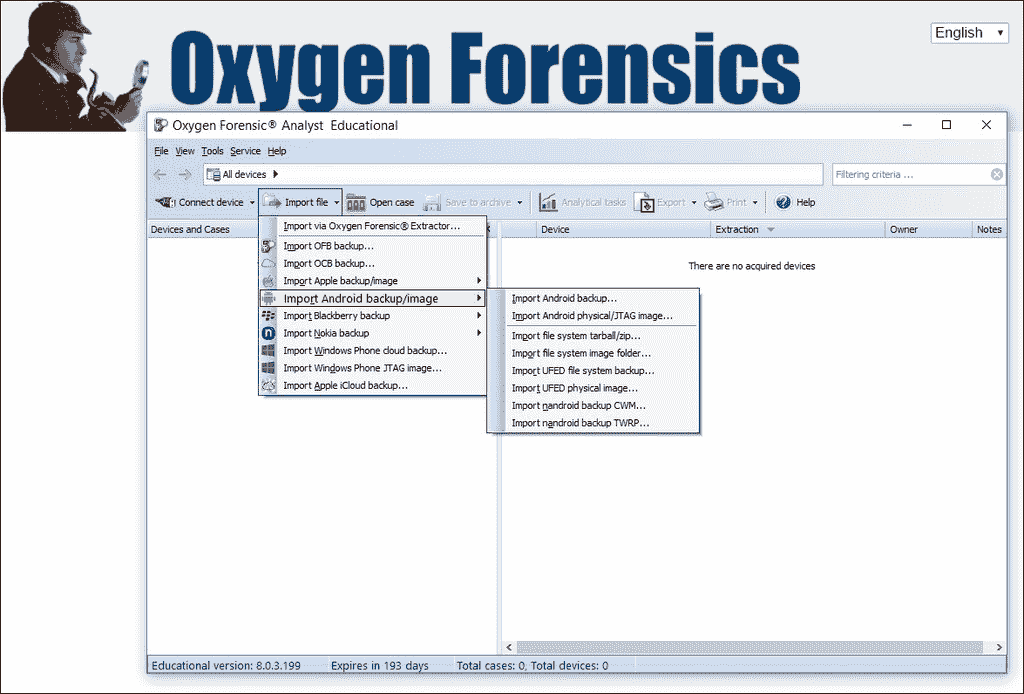 English
Oxygen Forensics
Oxygen Forensic® Analyst Educational
File View Tools Service Help
All devices
Filtering criteria ...
Connect device Import file Open case Save to archive Analytical tasks Export Print Help
Devices and Cases Device Extraction Owner Notes
There are no acquired devices
Import via Oxygen Forensic® Extractor...
Import OFB backup...
Import OCB backup...
Import Apple backup/image
Import Android backup/image
Import Blackberry backup
Import Nokia backup
Import Windows Phone cloud backup...
Import Windows Phone JTAG image...
Import Apple iCloud backup...
Import Android backup...
Import Android physical/JTAG image...
Import file system tarball/zip...
Import file system image folder...
Import UFED file system backup...
Import UFED physical image...
Import nandroid backup CWM...
Import nandroid backup TWRP...
Educational version: 8.0.3.199 Expires in 193 days Total cases: 0, Total devices: 0